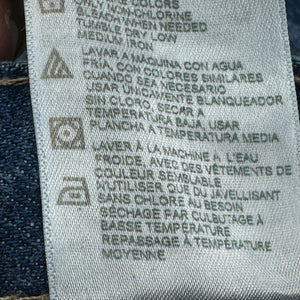 COLORS
ONLY NON-CHLORINE
BLEACH WHEN NEEDED
TUMBLE DRY LOW
MEDIUM IRON
LAVAR A MAQUINA CON AGUA
FRÍA, CON COLORES SIMILARES
CUANDO SEA NECESARIO
USAR ÚNICAMENTE BLANQUEADOR
SIN CLORO, SECAR A
TEMPERATURA BAJA, USAR
PLANCHA A TEMPERATURA MEDIA
LAVER À LA MACHINE À L'EAU
FROIDE, AVEC DES VÊTEMENTS DE
COULEUR SEMBLABLE
N'UTILISER QUE DU JAVELLISANT
SANS CHLORE AU BESOIN
SÉCHAGE PAR CULBUTAGE À
BASSE TEMPÉRATURE
REPASSAGE À TEMPÉRATURE
MOYENNE